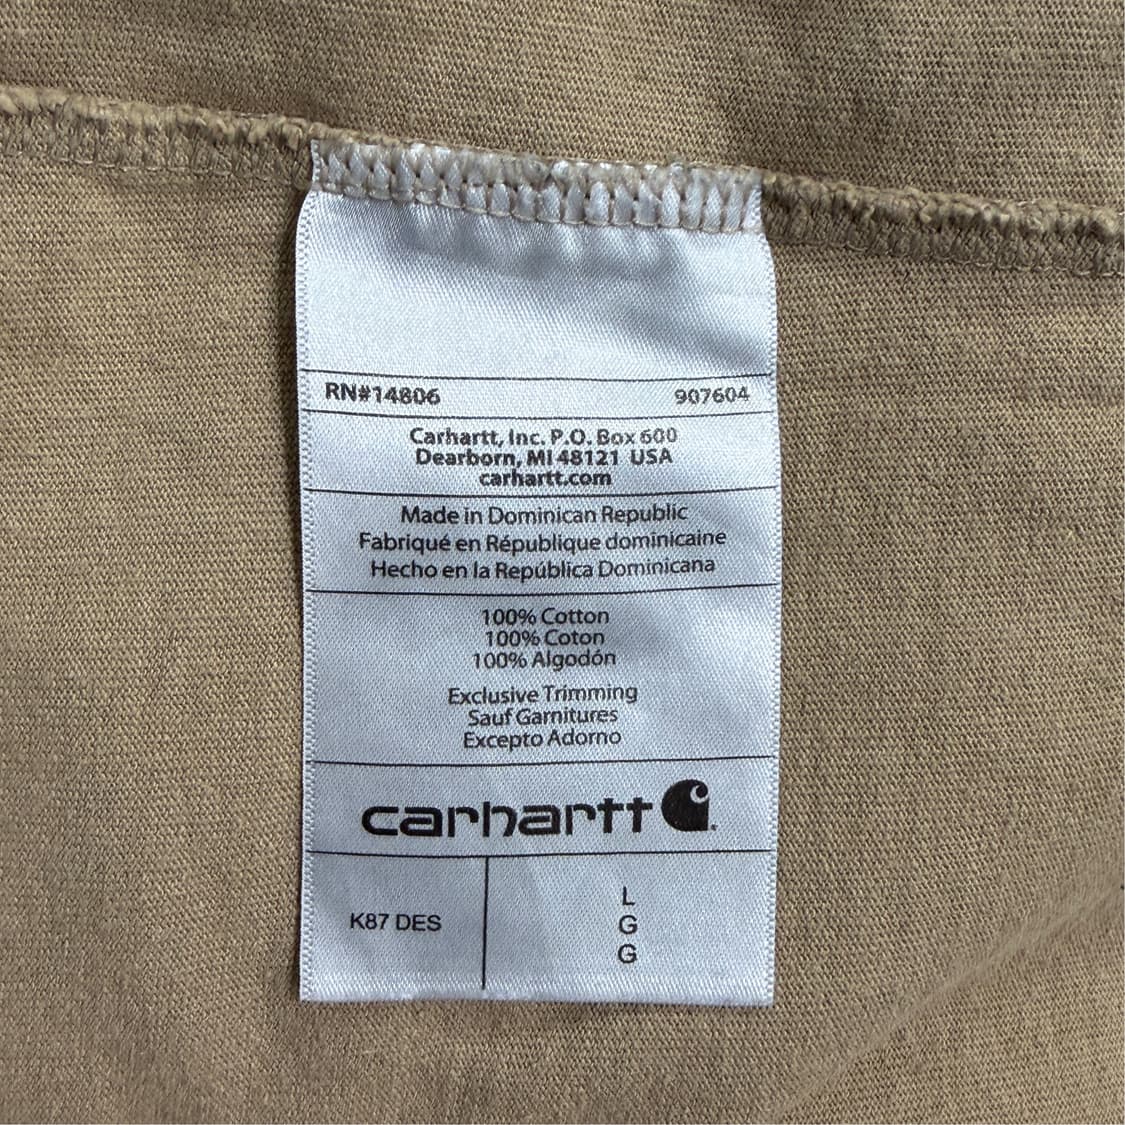 RN#14806 907604
Carhartt, Inc. P.O. Box 600
Dearborn, MI 48121 USA
carhartt.com
Made in Dominican Republic
Fabriqué en République dominicaine
Hecho en la República Dominicana
100% Cotton
100% Coton
100% Algodón
Exclusive Trimming
Sauf Garnitures
Excepto Adorno
carhartt
K87 DES
L
G
G